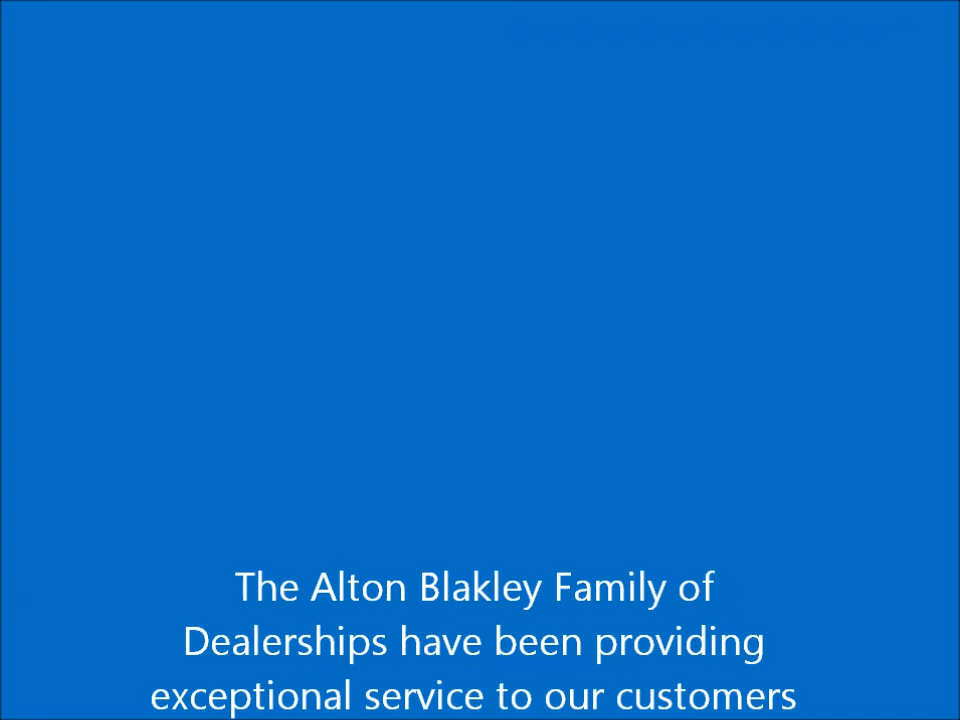 The Alton Blakley Family of
Dealerships have been providing
exceptional service to our customers